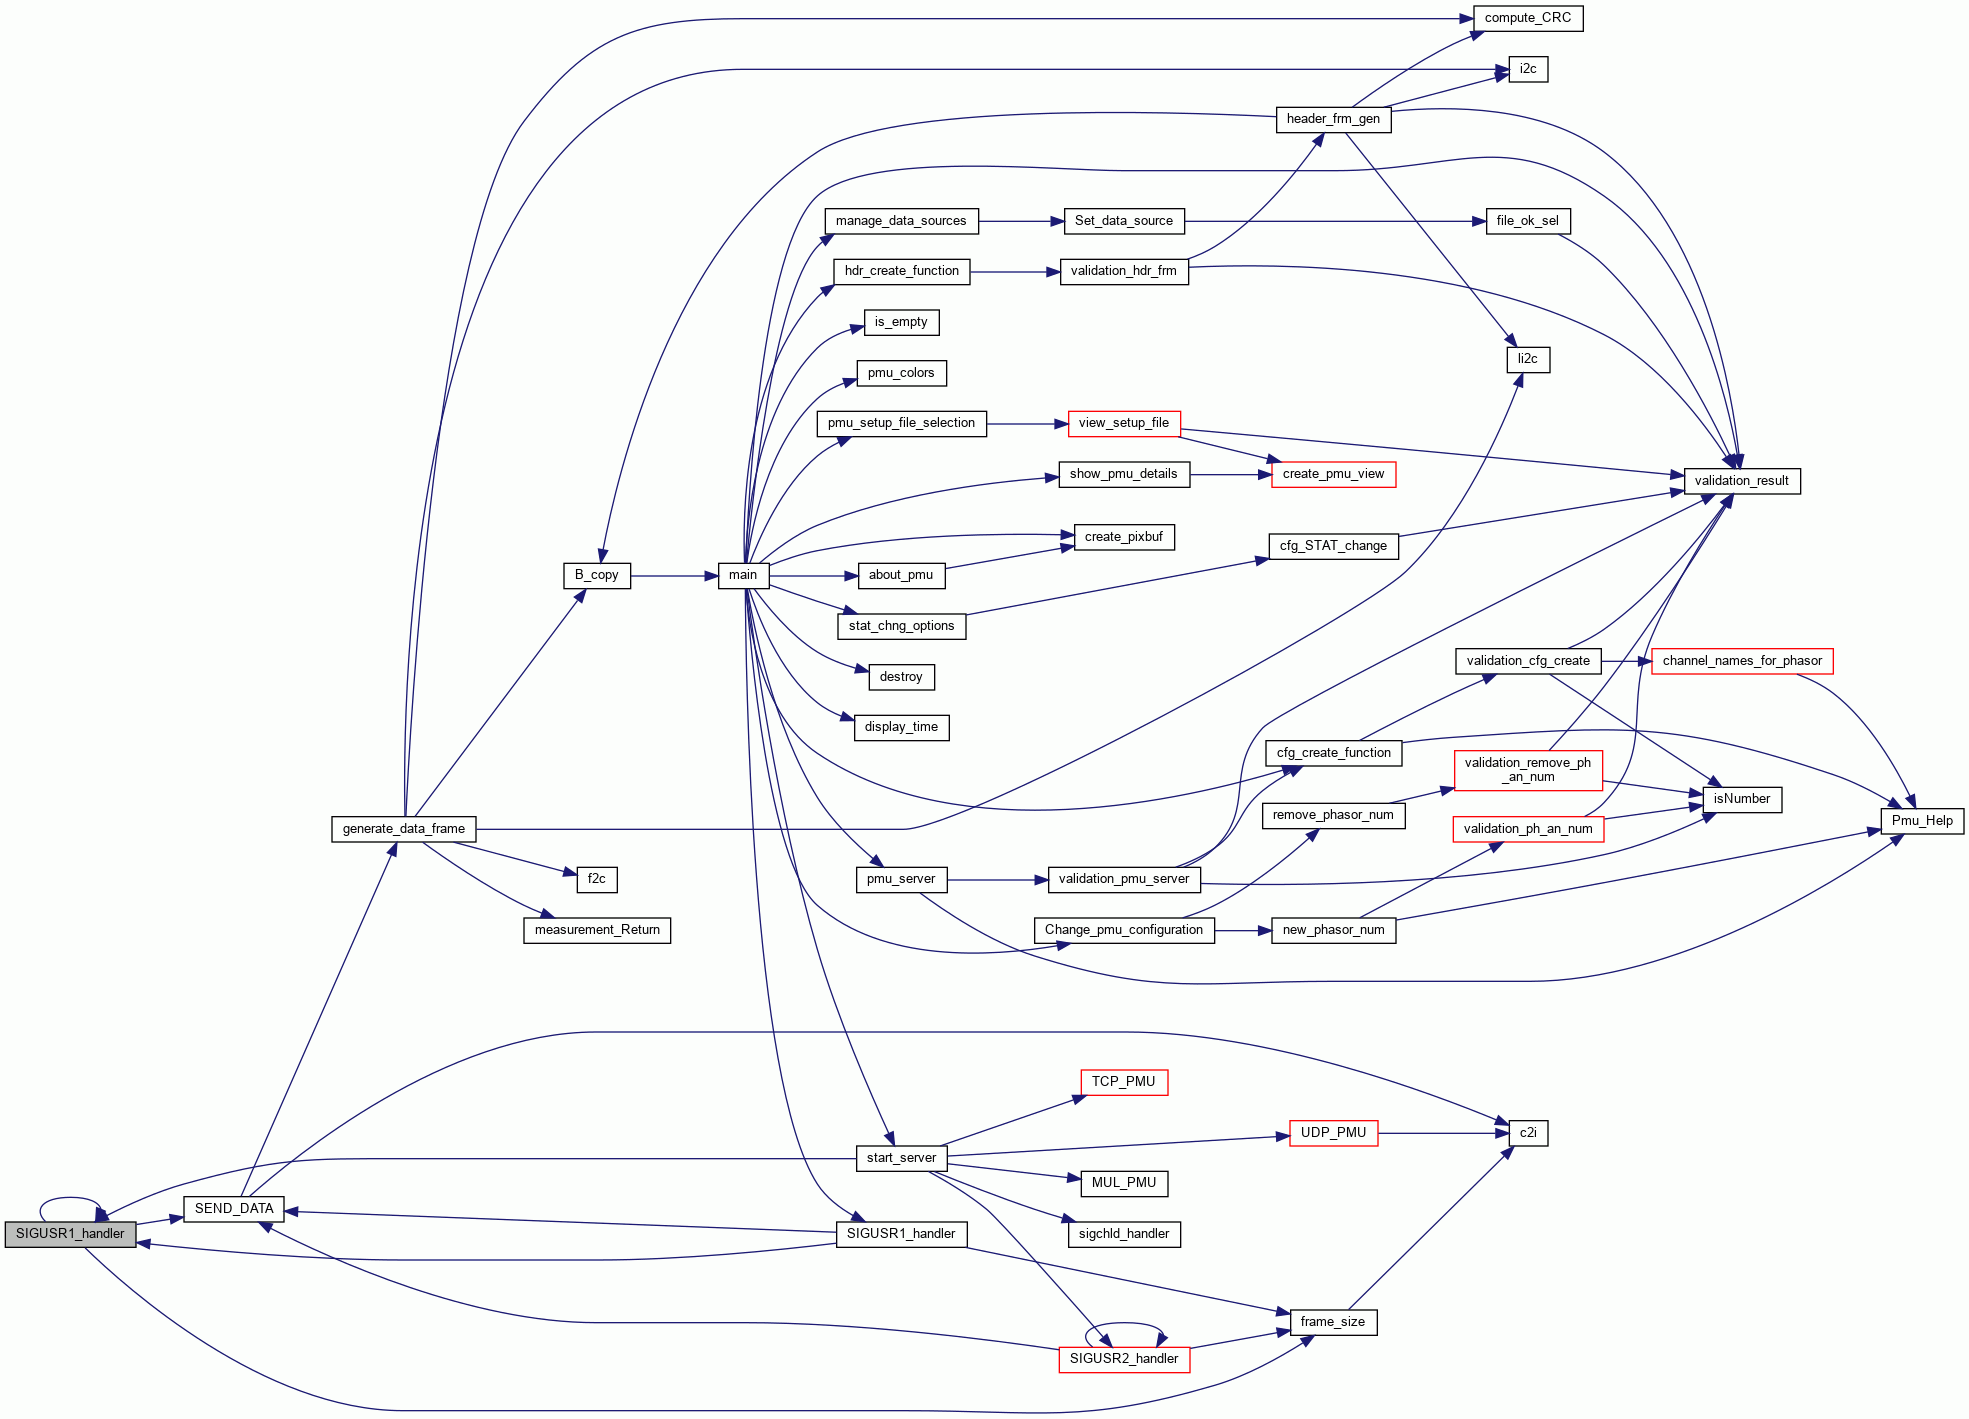 compute_CRC
i2c
header_frm_gen
manage_data_sources
Set_data_source
file_ok_sel
hdr_create_function
validation_hdr_frm
is_empty
li2c
pmu_colors
pmu_setup_file_selection
view_setup_file
show_pmu_details
create_pmu_view
validation_result
create_pixbuf
cfg_STAT_change
B_copy
main
about_pmu
stat_chng_options
validation_cfg_create
channel_names_for_phasor
destroy
display_time
cfg_create_function
validation_remove_ph
_an_num
isNumber
remove_phasor_num
Pmu_Help
generate_data_frame
validation_ph_an_num
f2c
pmu_server
validation_pmu_server
measurement_Return
Change_pmu_configuration
new_phasor_num
TCP_PMU
UDP_PMU
c2i
start_server
MUL_PMU
SEND_DATA
SIGUSR1_handler
SIGUSR1_handler
sigchld_handler
frame_size
SIGUSR2_handler